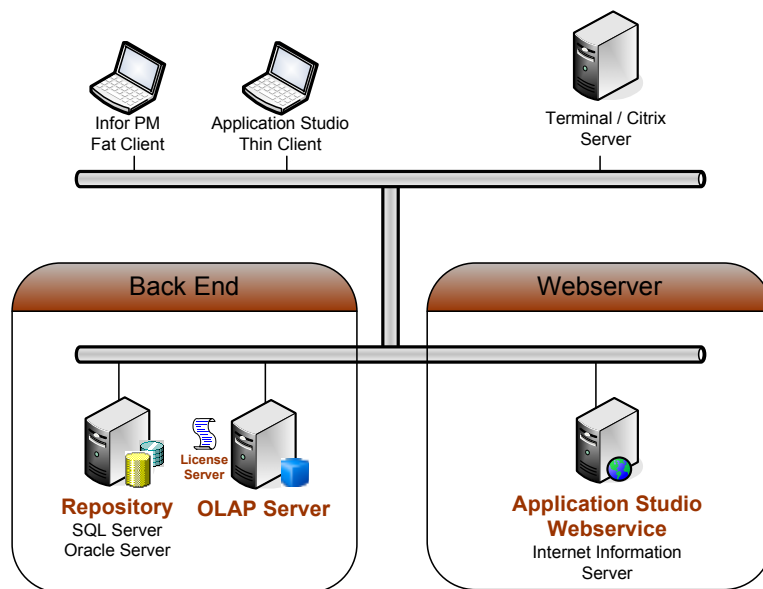 Infor PM
Fat Client
Application Studio
Thin Client
Terminal / Citrix
Server
Back End
Webserver
License
Server
Repository
SQL Server
Oracle Server
OLAP Server
Application Studio
Webservice
Internet Information
Server